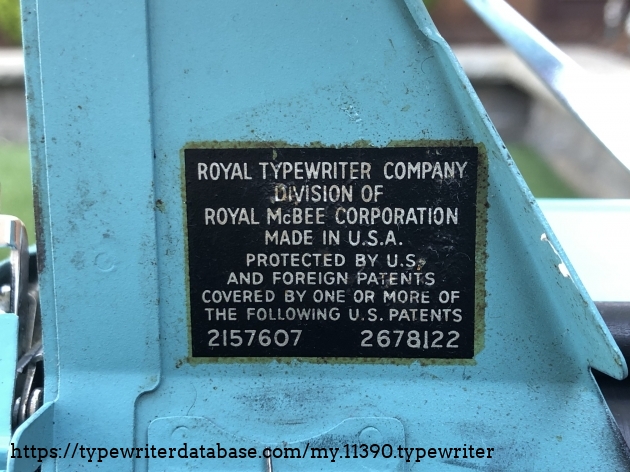 ROYAL TYPEWRITER COMPANY
DIVISION OF
ROYAL McBEE CORPORATION
MADE IN U.S.A.
PROTECTED BY U.S.
AND FOREIGN PATENTS
COVERED BY ONE OR MORE OF
THE FOLLOWING U.S. PATENTS
2157607 2678122
https://typewriterdatabase.com/my.11390.typewriter